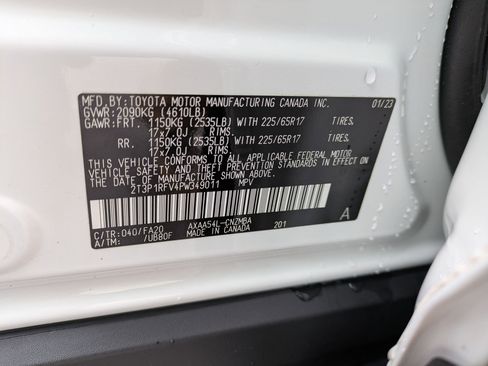 MFD.BY:TOYOTA MOTOR MANUFACTURING CANADA INC. 01/23
GVWR: 2090KG (4610LB)
GAWR:FRT. 1150KG (2535LB) WITH 225/65R17 TIRES,
17x7.0J RIMS.
RR. 1150KG (2535LB) WITH 225/65R17 TIRES,
17x7.0J RIMS.
THIS VEHICLE CONFORMS TO ALL APPLICABLE FEDERAL MOTOR
VEHICLE SAFETY AND THEFT PREVENTION STANDARDS IN EFFECT ON
THE DATE OF MANUFACTURE SHOWN ABOVE.
2T3P1RFV4PW349011 MPV
C/TR:040/FA20 AXAA54L-CNZMBA 201 A
A/TM: /UB80F MADE IN CANADA